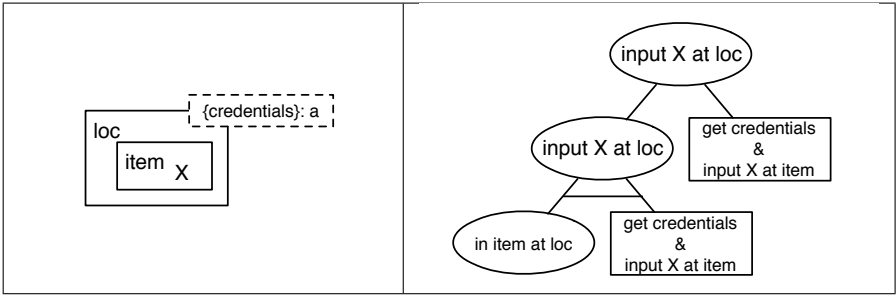 {credentials}: a
loc
item
X
input X at loc
input X at loc
get credentials
&
input X at item
in item at loc
get credentials
&
input X at item